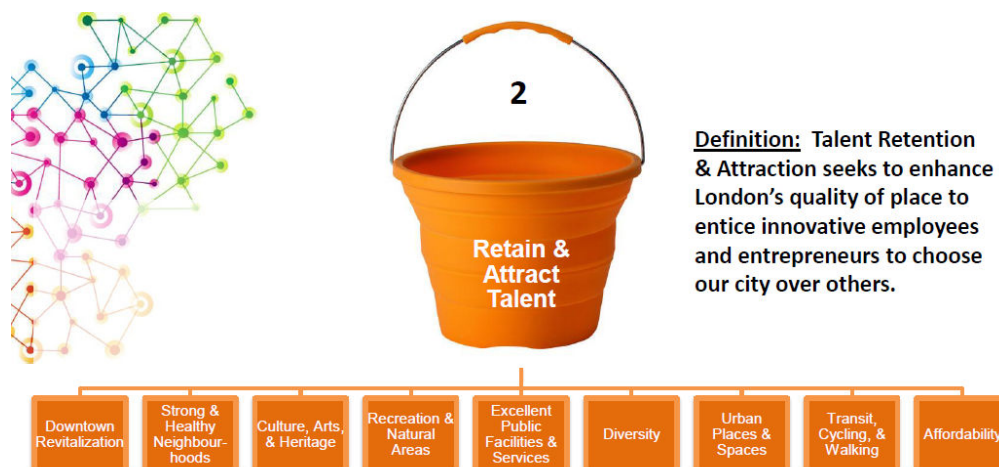 2
Retain &
Attract
Talent
Definition: Talent Retention
& Attraction seeks to enhance
London’s quality of place to
entice innovative employees
and entrepreneurs to choose
our city over others.
Downtown
Revitalization
Strong &
Healthy
Neighbour-
hoods
Culture, Arts,
& Heritage
Recreation &
Natural
Areas
Excellent
Public
Facilities &
Services
Diversity
Urban
Places &
Spaces
Transit,
Cycling, &
Walking
Affordability